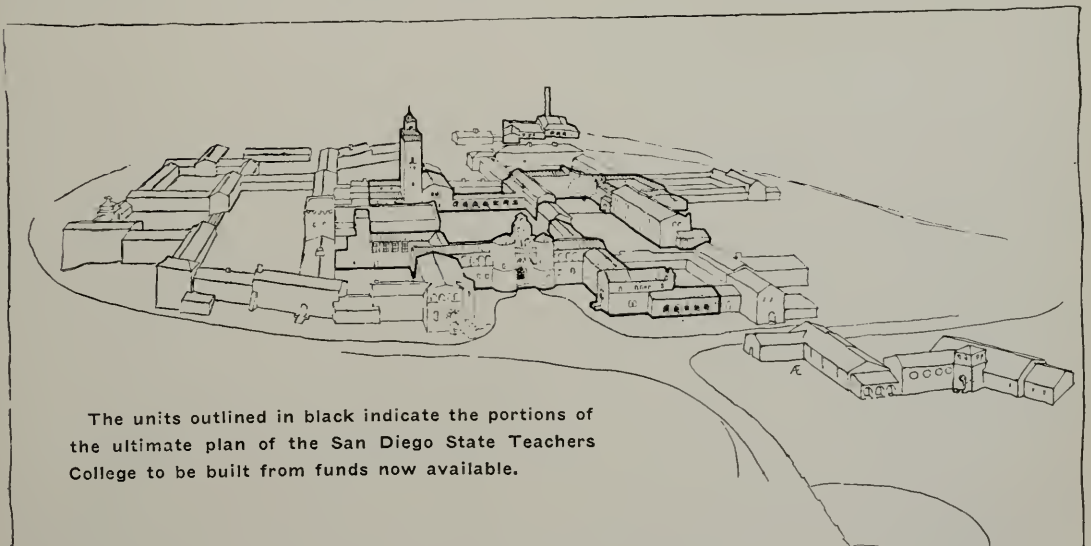 Æ
The units outlined in black indicate the portions of
the ultimate plan of the San Diego State Teachers
College to be built from funds now available.